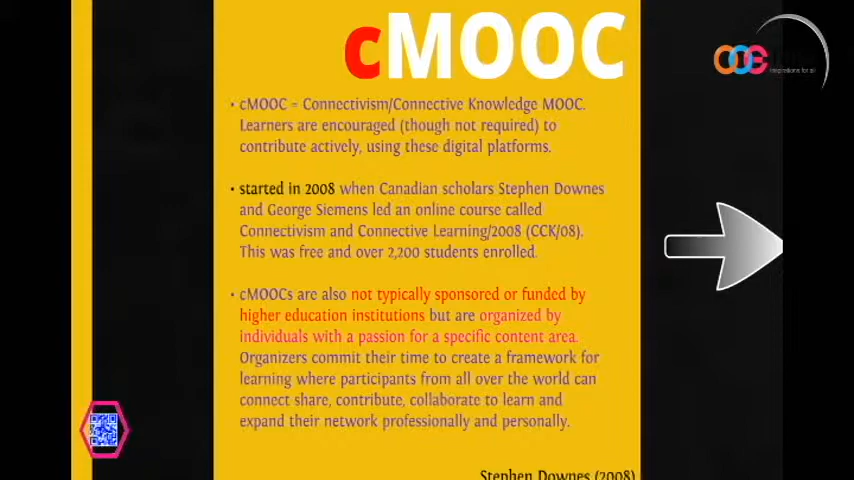 cMOOC
• cMOOC = Connectivism/Connective Knowledge MOOC.
Learners are encouraged (though not required) to
contribute actively, using these digital platforms.
• started in 2008 when Canadian scholars Stephen Downes
and George Siemens led an online course called
Connectivism and Connective Learning/2008 (CCK/08).
This was free and over 2,200 students enrolled.
• cMOOCs are also not typically sponsored or funded by
higher education institutions but are organized by
individuals with a passion for a specific content area.
Organizers commit their time to create a framework for
learning where participants from all over the world can
connect share, contribute, collaborate to learn and
expand their network professionally and personally.
Stephen Downes (2008)